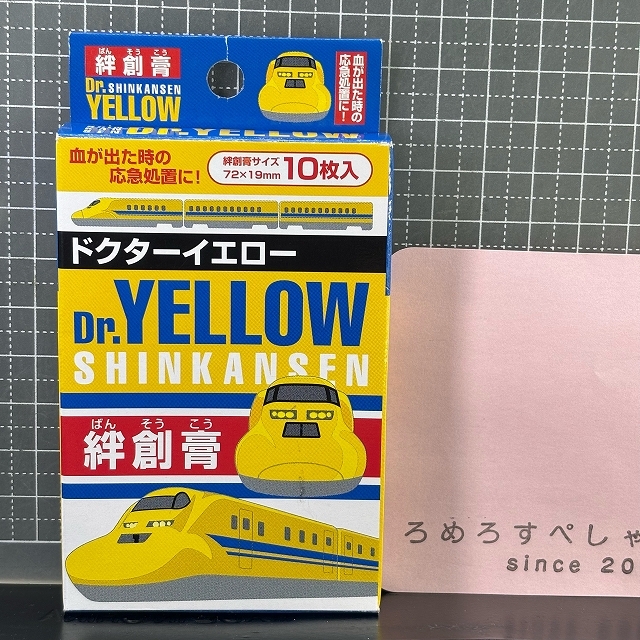 ばん そう こう
絆創膏
Dr. SHINKANSEN
YELLOW
血が出た時の
応急処置に!
Dr. YELLOW
血が出た時の
応急処置に!
絆創膏サイズ
72×19mm 10枚入
ドクターイエロー
Dr. YELLOW
SHINKANSEN
ばん そう こう
絆創膏
ろめろすぺしゃ
since 20